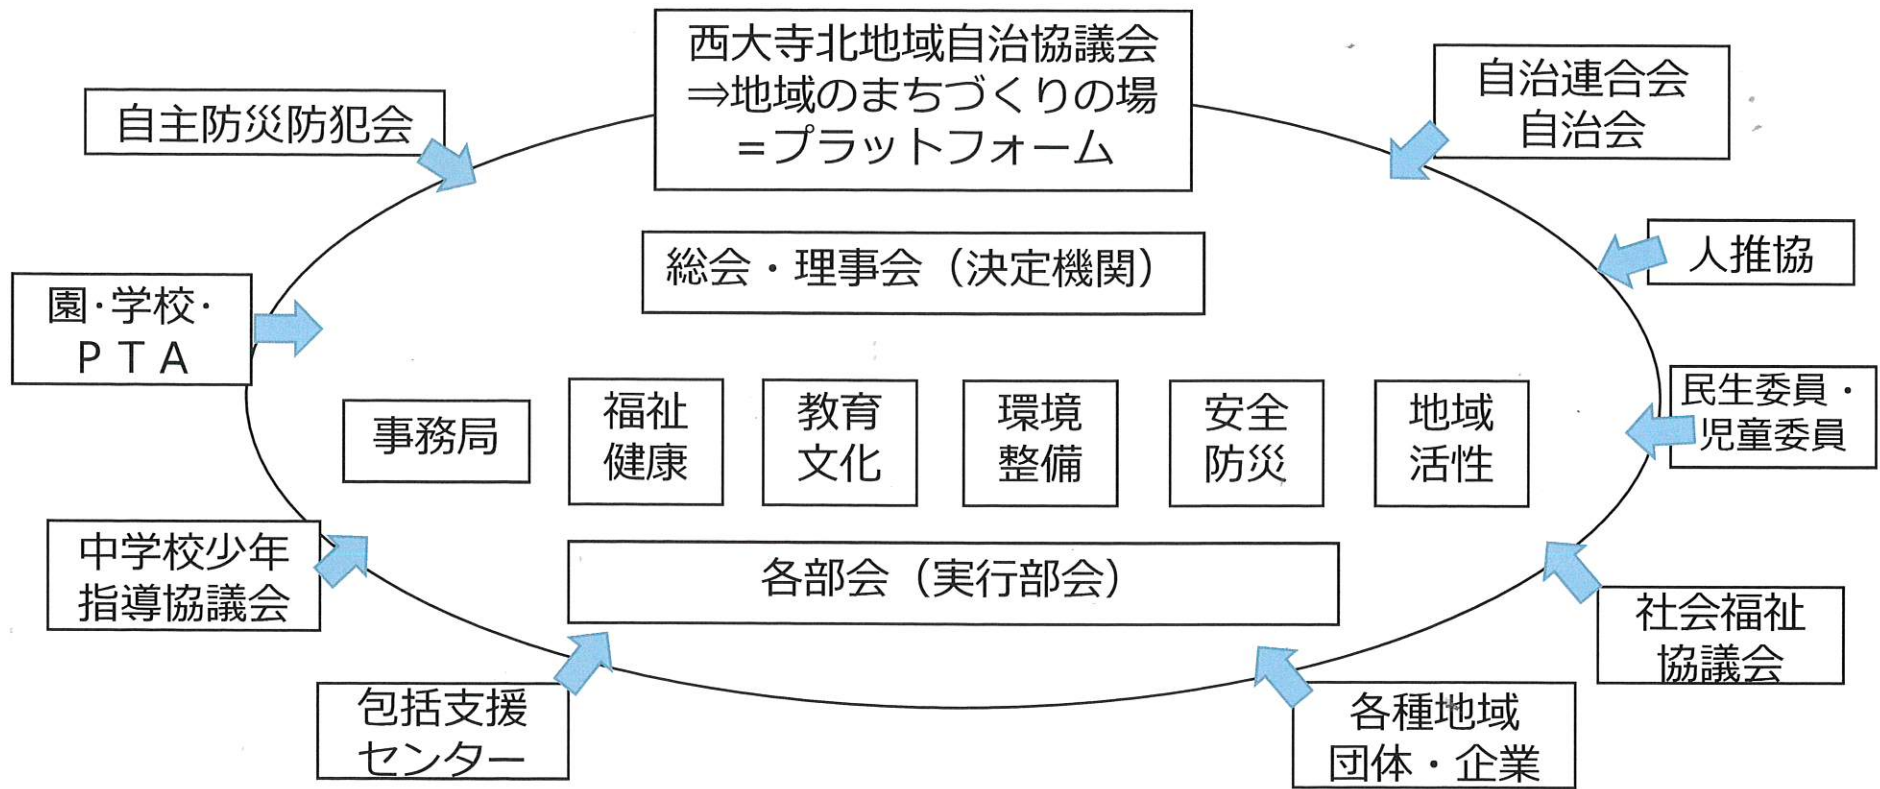 西大寺北地域自治協議会
⇒地域のまちづくりの場
=プラットフォーム
自主防災防犯会
自治連合会
自治会
総会・理事会（決定機関）
人推協
園・学校・
ＰＴＡ
事務局
福祉
健康
教育
文化
環境
整備
安全
防災
地域
活性
民生委員・
児童委員
中学校少年
指導協議会
各部会（実行部会）
社会福祉
協議会
包括支援
センター
各種地域
団体・企業